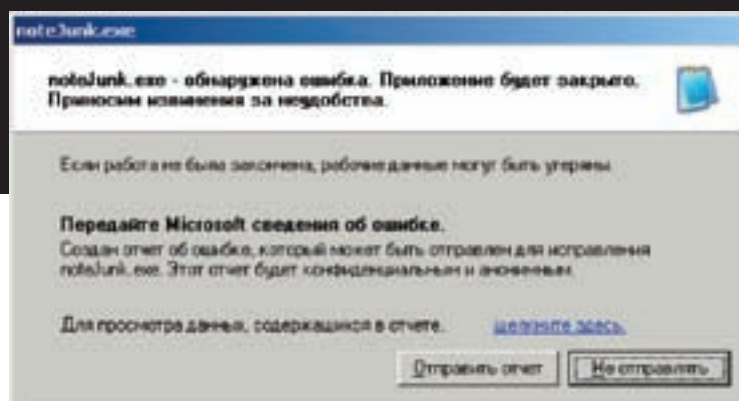 noteJunk.exe
noteJunk.exe - обнаружена ошибка. Приложение будет закрыто.
Приносим извинения за неудобства.
Если работа не была закончена, рабочие данные могут быть утеряны.
Передайте Microsoft сведения об ошибке.
Создан отчет об ошибке, который может быть отправлен для исправления
noteJunk.exe. Этот отчет будет конфиденциальным и анонимным.
Для просмотра данных, содержащихся в отчете, щелкните здесь.
Отправить отчет
Не отправлять